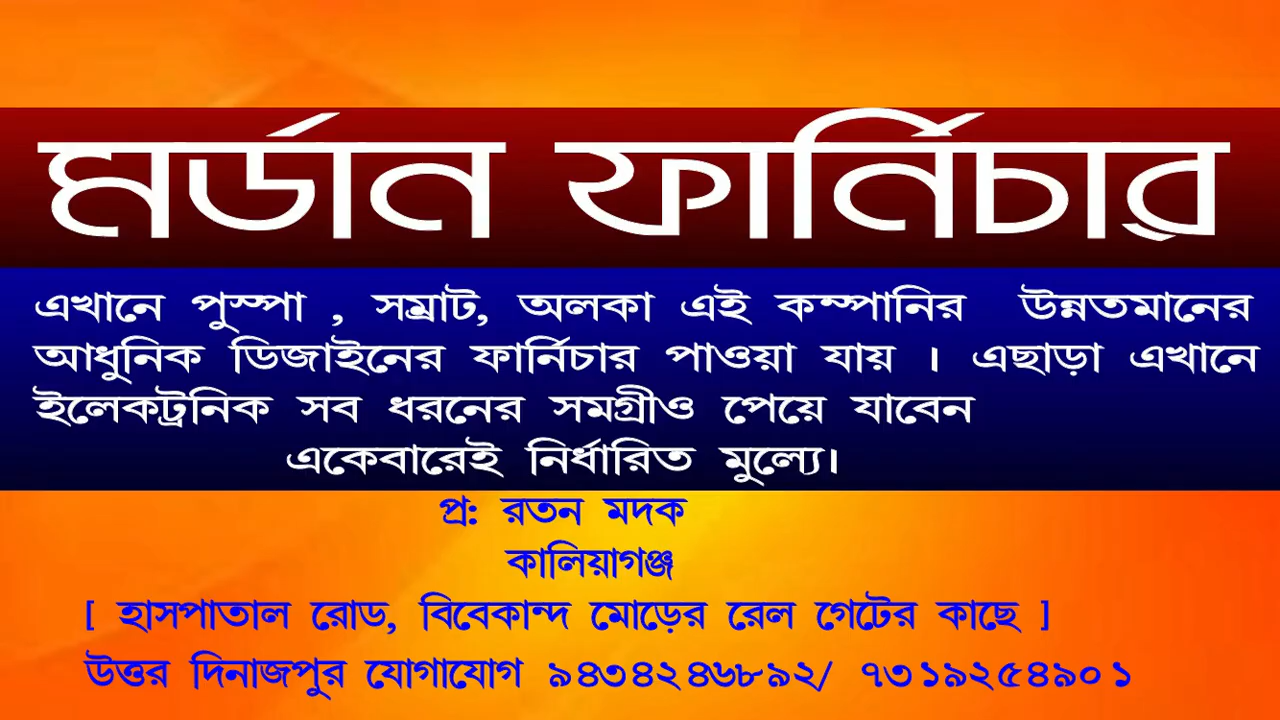 মর্ডান ফার্নিচার
এখানে পুস্পা , সম্রাট, অলকা এই কম্পানির উন্নতমানের
আধুনিক ডিজাইনের ফার্নিচার পাওয়া যায় । এছাড়া এখানে
ইলেকট্রনিক সব ধরনের সমগ্রীও পেয়ে যাবেন
একেবারেই নির্ধারিত মুল্যে।
প্র: রতন মদক
কালিয়াগঞ্জ
[ হাসপাতাল রোড, বিবেকান্দ মোড়ের রেল গেটের কাছে ]
উত্তর দিনাজপুর যোগাযোগ ৯৪৩৪২৪৬৮৯২/ ৭৩১৯২৫৪৯০১